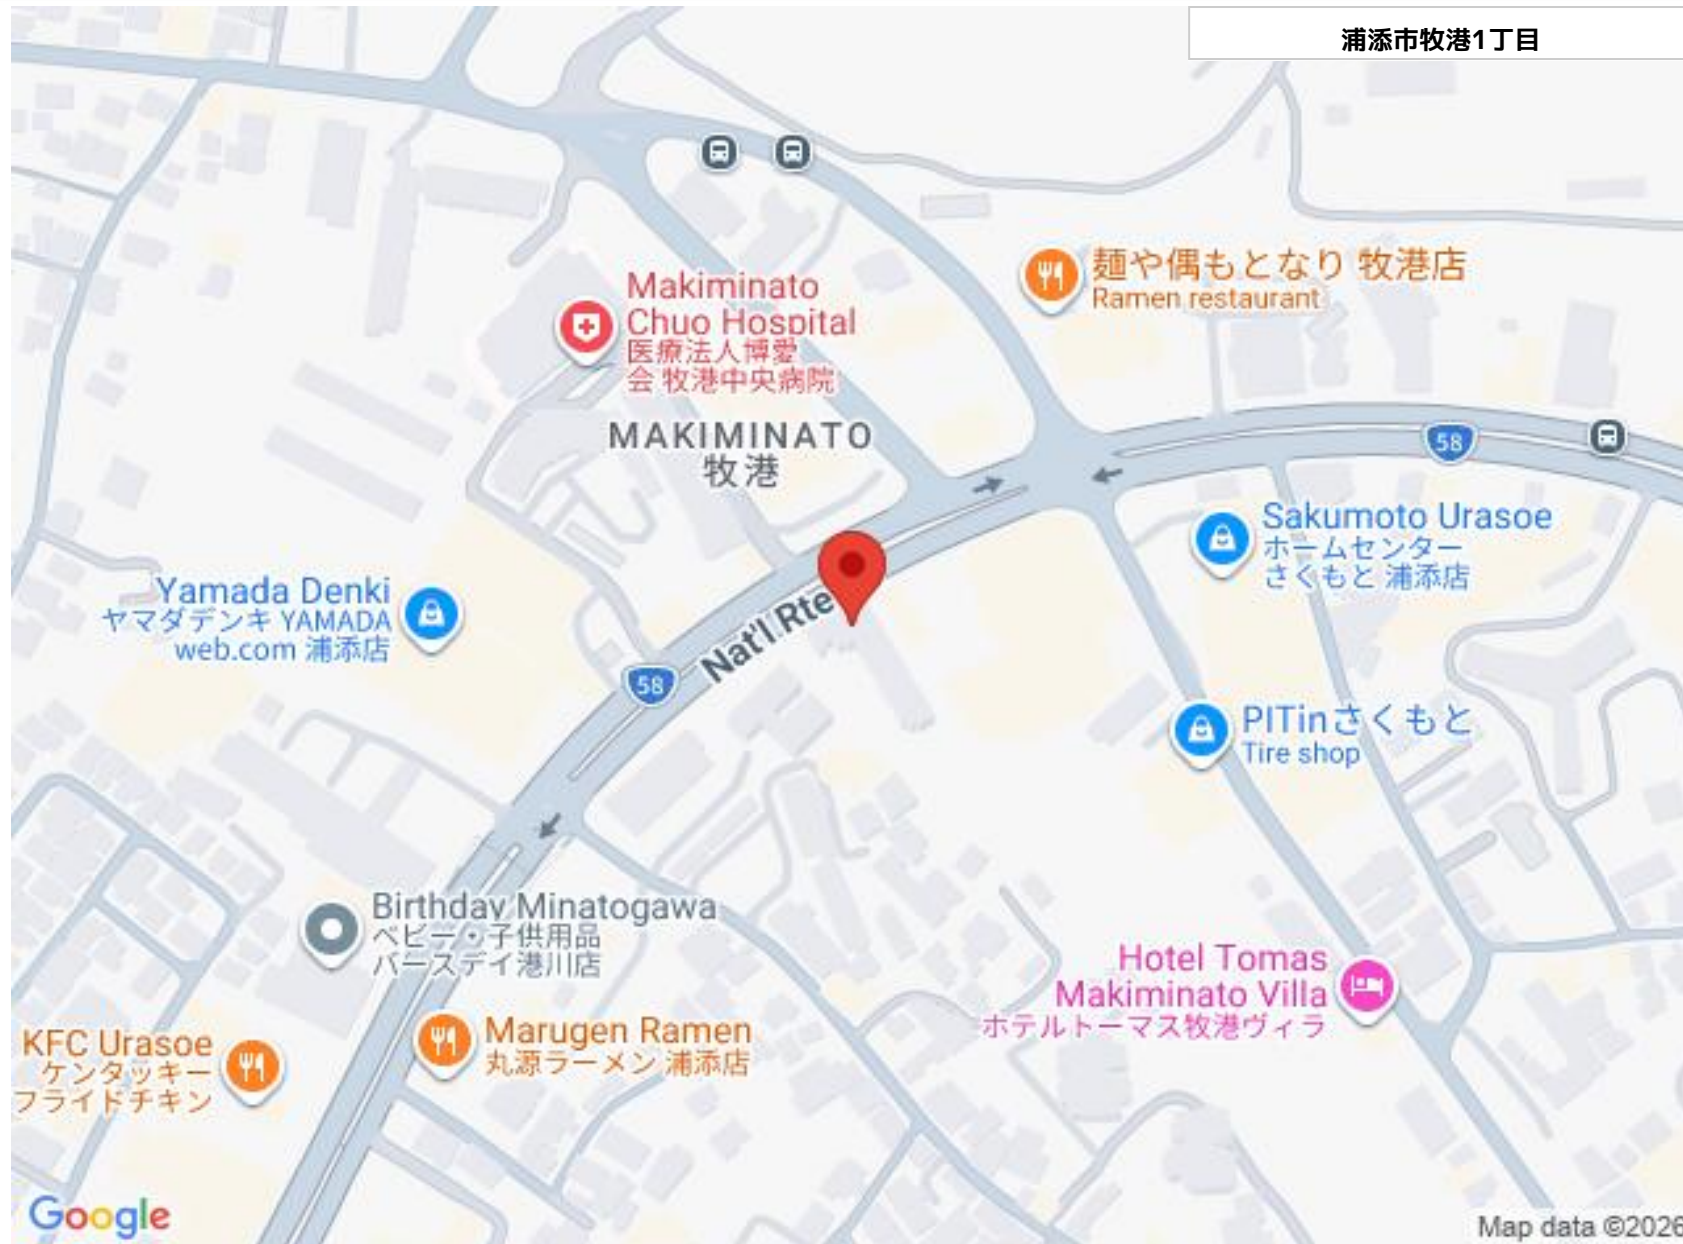 浦添市牧港1丁目
麺や偶もとなり 牧港店
Ramen restaurant
Makiminato
Chuo Hospital
医療法人博愛
会 牧港中央病院
MAKIMINATO
牧港
58
Sakumoto Urasoe
ホームセンター
さくもと 浦添店
Yamada Denki
ヤマダデンキ YAMADA
web.com 浦添店
Nat'l Rte
58
PITinさくもと
Tire shop
Birthday Minatogawa
ベビー・子供用品
バースデイ港川店
Hotel Tomas
Makiminato Villa
ホテルトーマス牧港ヴィラ
KFC Urasoe
ケンタッキー
フライドチキン
Marugen Ramen
丸源ラーメン 浦添店
Google
Map data ©2026